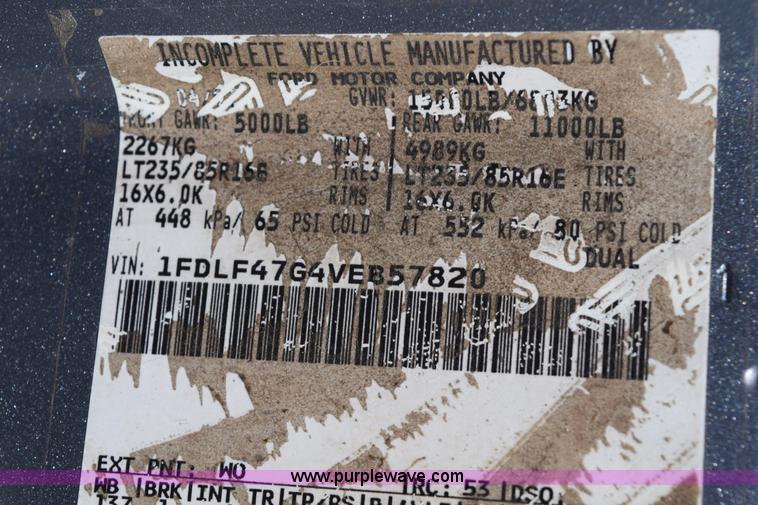 INCOMPLETE VEHICLE MANUFACTURED BY
FORD MOTOR COMPANY
GVWR:
FRONT GAWR: 5000LB REAR GAWR: 11000LB
2267KG WITH 4989KG WITH
LT235/85R16E TIRES LT235/85R16E TIRES
16X6.0K RIMS 16X6.0K RIMS
AT 448 kPa/ 65 PSI COLD AT 552 kPa/ 80 PSI COLD
DUAL
VIN: 1FDLF47G4VEB57820
EXT PNT: WO
www.purplewave.com
WB |BRK|INT TR|TP/PS|R| 53 |DSO
137